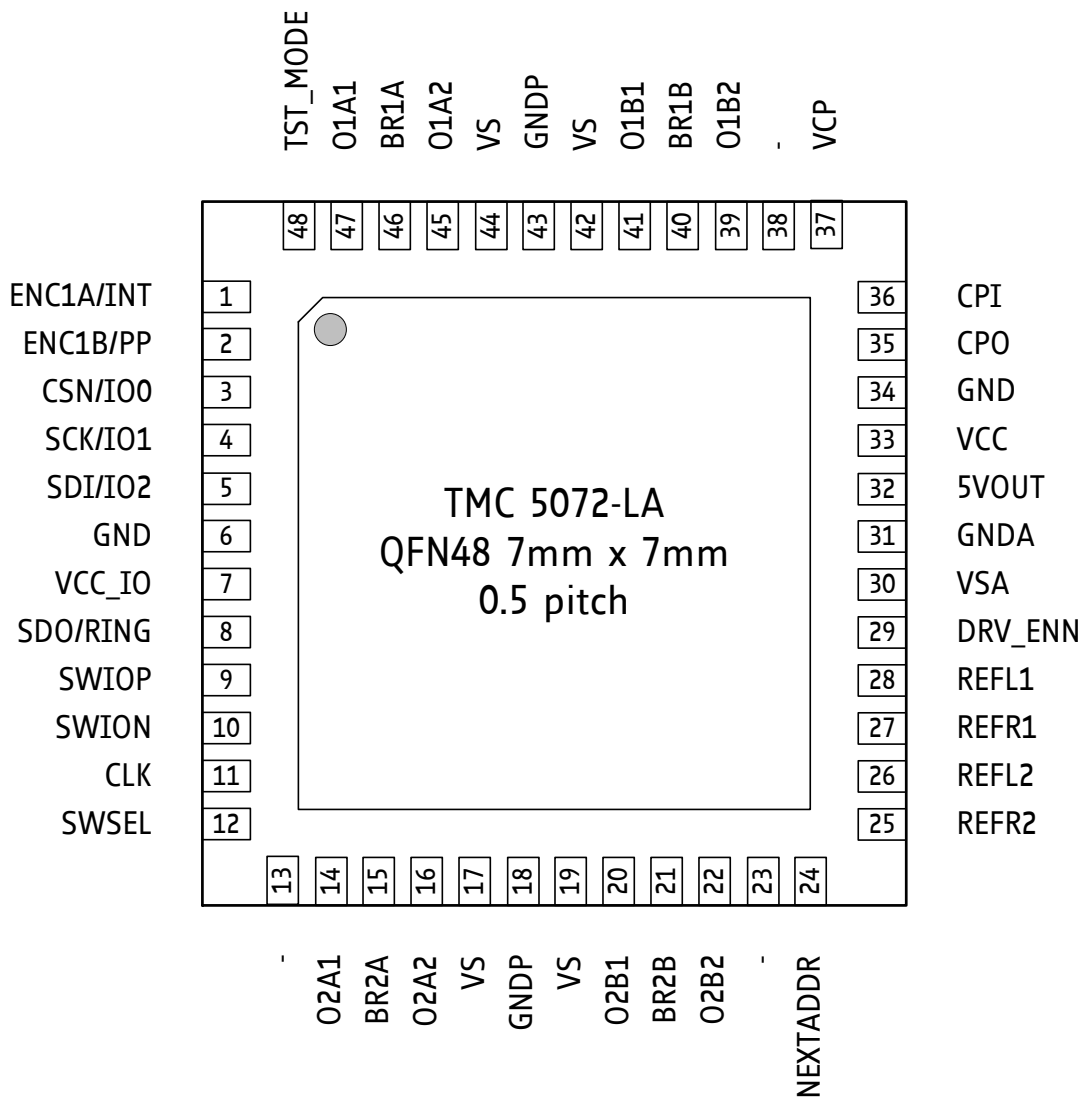 TST_MODE
O1A1
BR1A
O1A2
VS
GNDP
VS
O1B1
BR1B
O1B2
-
VCP
48
47
46
45
44
43
42
41
40
39
38
37
ENC1A/INT 1
ENC1B/PP 2
CSN/IO0 3
SCK/IO1 4
SDI/IO2 5
GND 6
VCC_IO 7
SDO/RING 8
SWIOP 9
SWION 10
CLK 11
SWSEL 12
TMC 5072-LA
QFN48 7mm x 7mm
0.5 pitch
36 CPI
35 CPO
34 GND
33 VCC
32 5VOUT
31 GNDA
30 VSA
29 DRV_ENN
28 REFL1
27 REFR1
26 REFL2
25 REFR2
13
14
15
16
17
18
19
20
21
22
23
24
-
O2A1
BR2A
O2A2
VS
GNDP
VS
O2B1
BR2B
O2B2
-
NEXTADDR